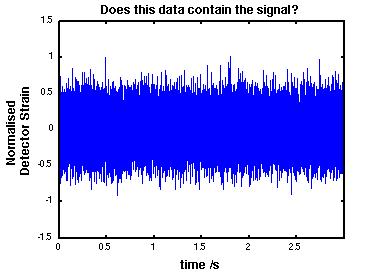 Does this data contain the signal?
1.5
1
0.5
0
-0.5
-1
-1.5
Normalised
Detector Strain
0 0.5 1 1.5 2 2.5
time /s